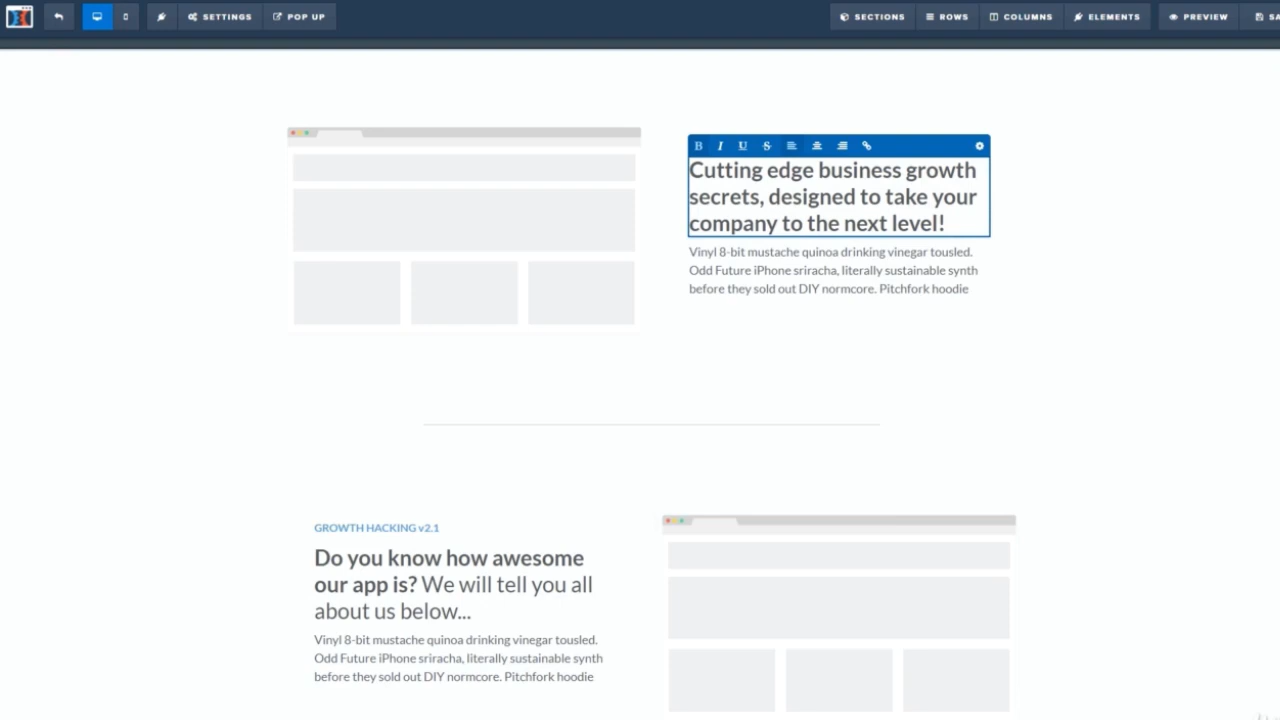 SETTINGS
POP UP
SECTIONS
ROWS
COLUMNS
ELEMENTS
PREVIEW
B I U S
Cutting edge business growth
secrets, designed to take your
company to the next level!
Vinyl 8-bit mustache quinoa drinking vinegar tousled.
Odd Future iPhone sriracha, literally sustainable synth
before they sold out DIY normcore. Pitchfork hoodie
GROWTH HACKING v2.1
Do you know how awesome
our app is? We will tell you all
about us below...
Vinyl 8-bit mustache quinoa drinking vinegar tousled.
Odd Future iPhone sriracha, literally sustainable synth
before they sold out DIY normcore. Pitchfork hoodie